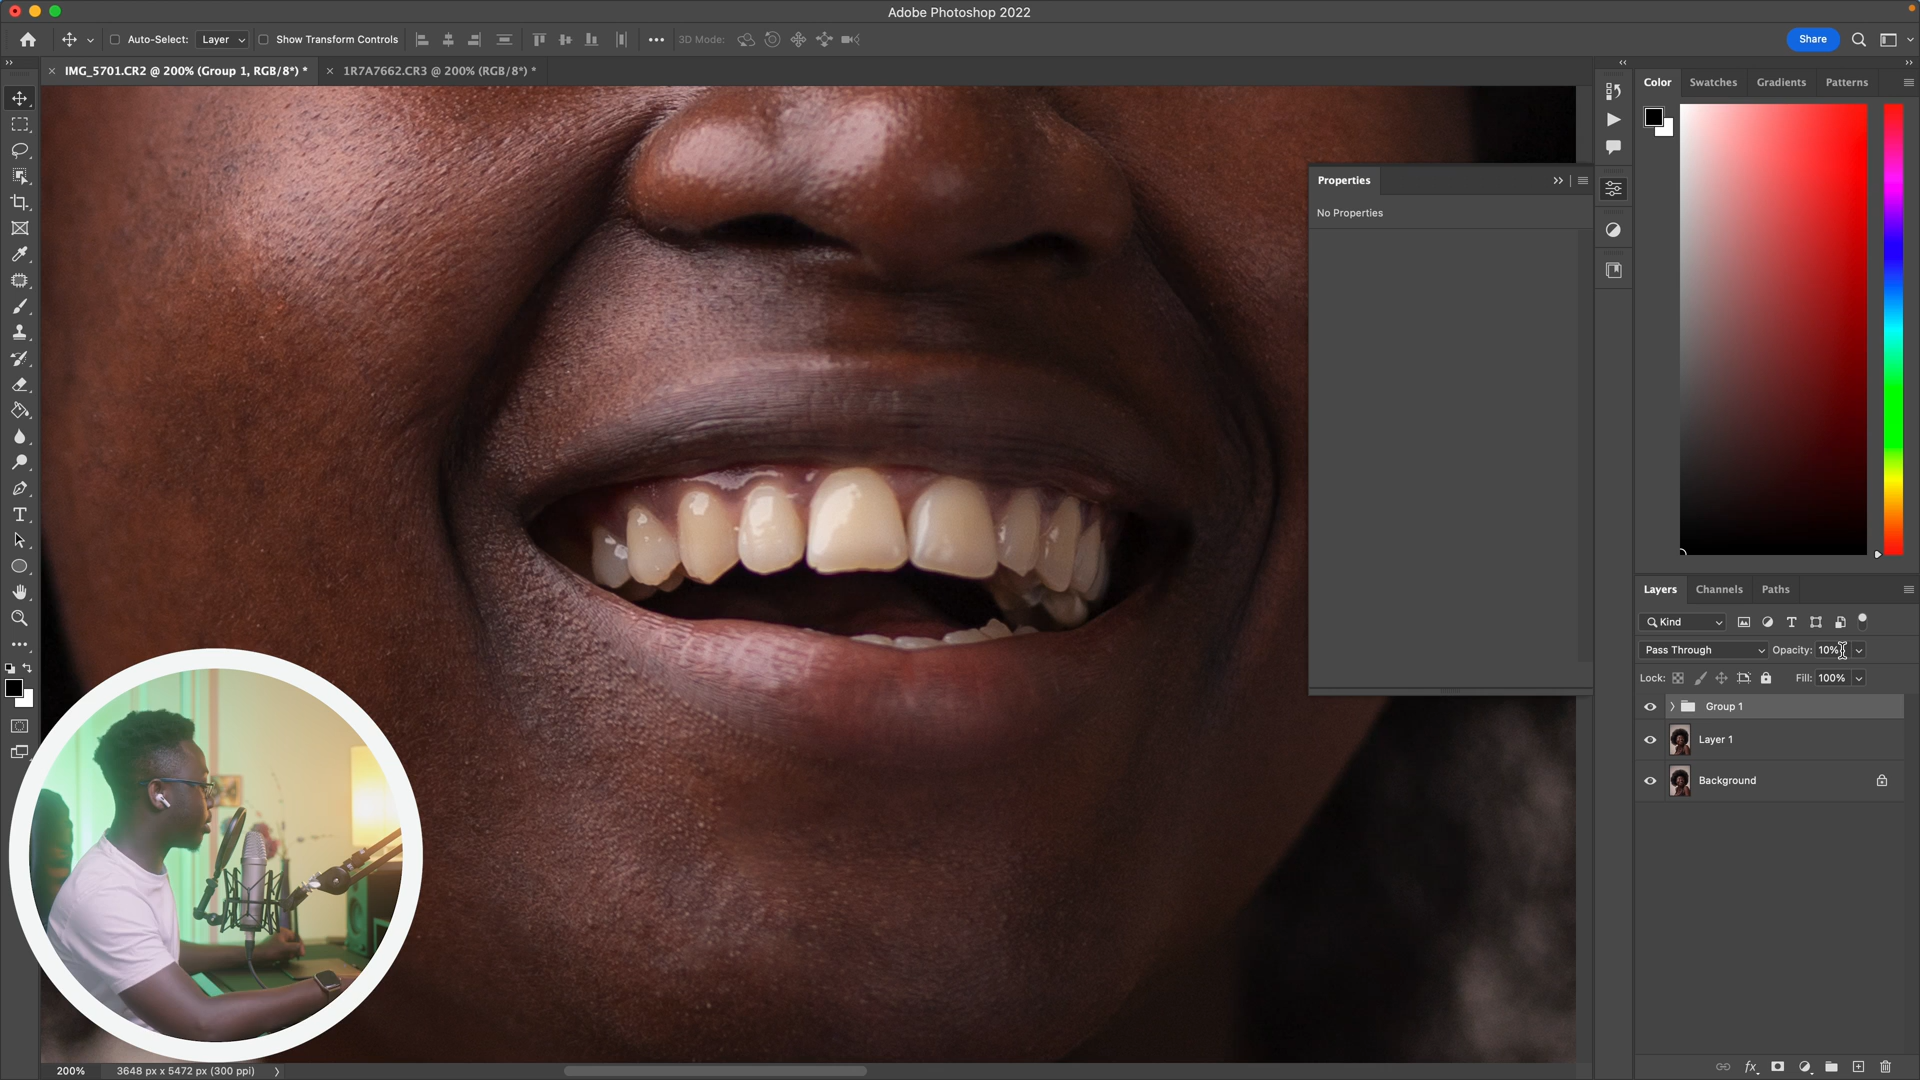 Adobe Photoshop 2022
Auto-Select: Layer Show Transform Controls 3D Mode: Share
IMG_5701.CR2 @ 200% (Group 1, RGB/8*) * 1R7A7662.CR3 @ 200% (RGB/8*) *
Color Swatches Gradients Patterns
Properties
No Properties
Layers Channels Paths
Kind
Pass Through Opacity: 10%
Lock: Fill: 100%
Group 1
Layer 1
Background
200% 3648 px x 5472 px (300 ppi)